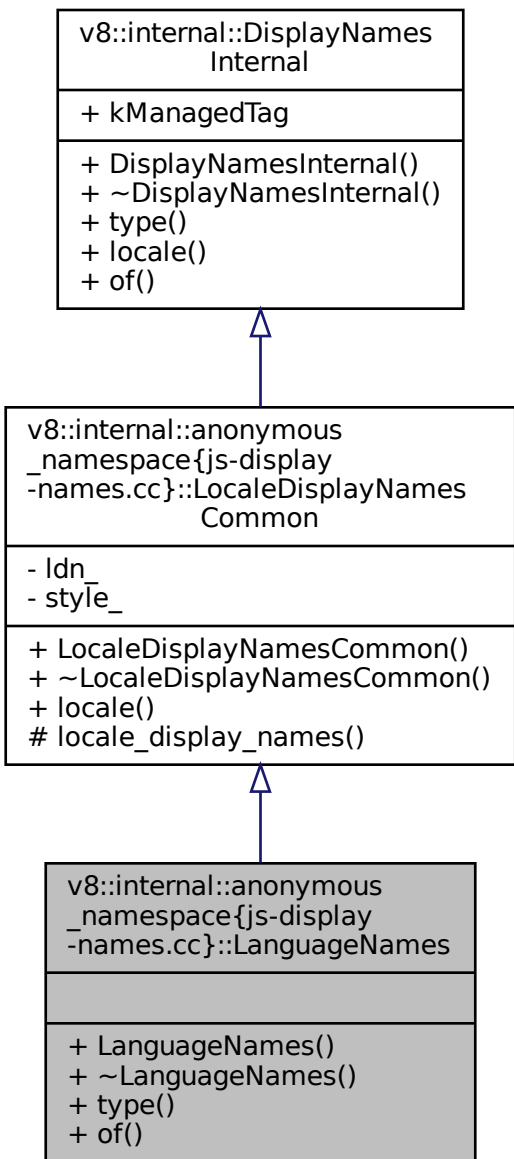 v8::internal::DisplayNames
Internal
+ kManagedTag
+ DisplayNamesInternal()
+ ~DisplayNamesInternal()
+ type()
+ locale()
+ of()
v8::internal::anonymous
_namespace{js-display
-names.cc}::LocaleDisplayNames
Common
- ldn_
- style_
+ LocaleDisplayNamesCommon()
+ ~LocaleDisplayNamesCommon()
+ locale()
# locale_display_names()
v8::internal::anonymous
_namespace{js-display
-names.cc}::LanguageNames
+ LanguageNames()
+ ~LanguageNames()
+ type()
+ of()